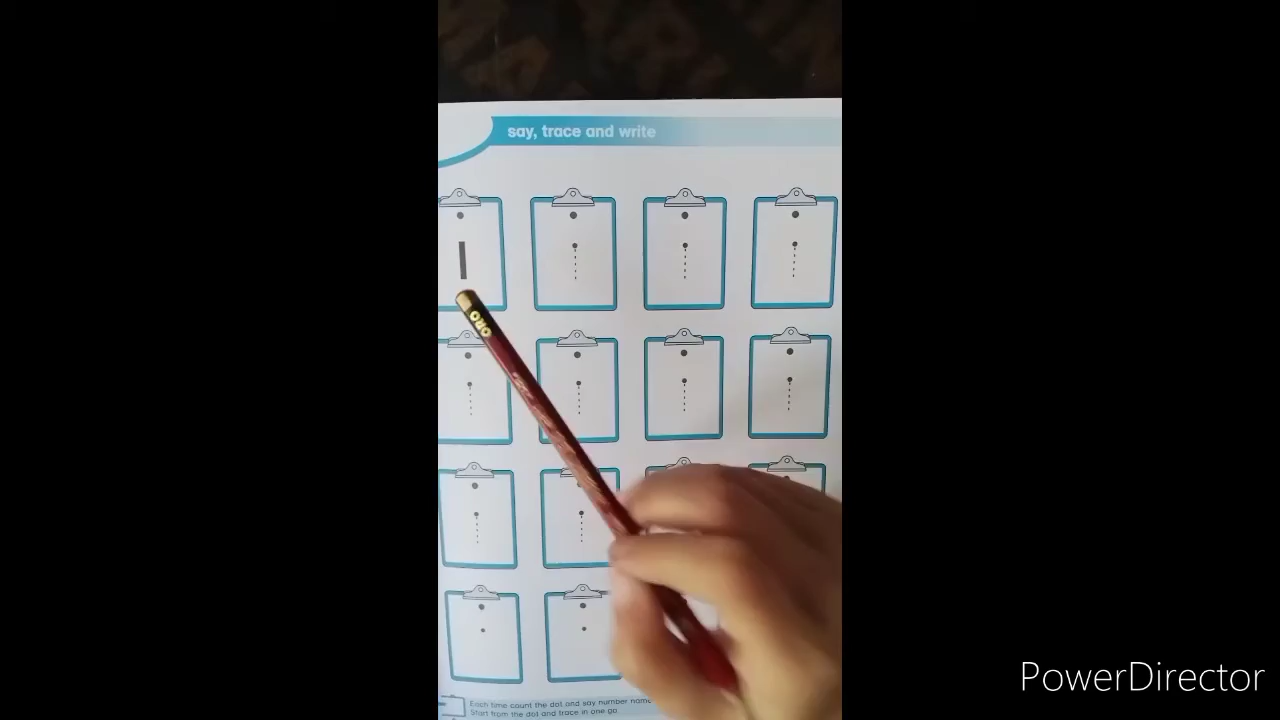 say, trace and write
ORO
Each time count the dot and say number name
Start from the dot and trace in one go
PowerDirector